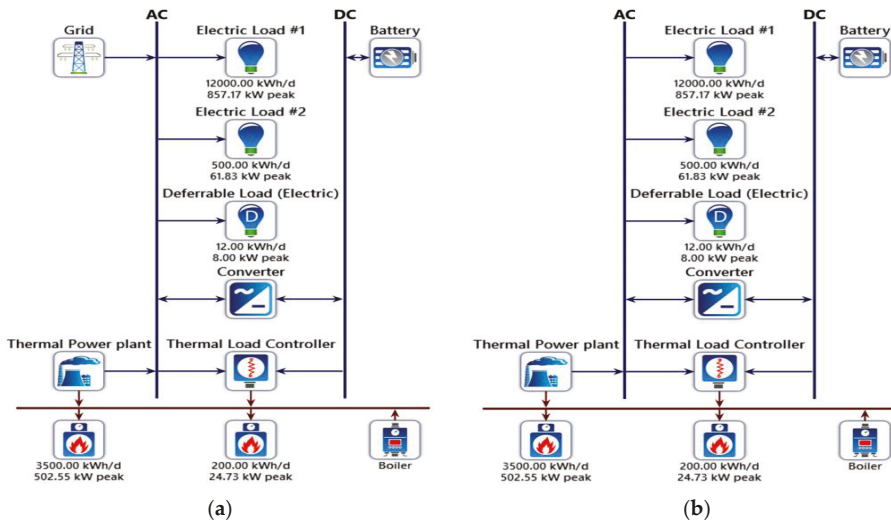 AC DC
Grid Electric Load #1 Battery
12000.00 kWh/d
857.17 kW peak
Electric Load #2
500.00 kWh/d
61.83 kW peak
Deferrable Load (Electric)
D
12.00 kWh/d
8.00 kW peak
Converter
Thermal Power plant Thermal Load Controller
3500.00 kWh/d 200.00 kWh/d Boiler
502.55 kW peak 24.73 kW peak
(a)
AC DC
Electric Load #1 Battery
12000.00 kWh/d
857.17 kW peak
Electric Load #2
500.00 kWh/d
61.83 kW peak
Deferrable Load (Electric)
D
12.00 kWh/d
8.00 kW peak
Converter
Thermal Power plant Thermal Load Controller
3500.00 kWh/d 200.00 kWh/d Boiler
502.55 kW peak 24.73 kW peak
(b)